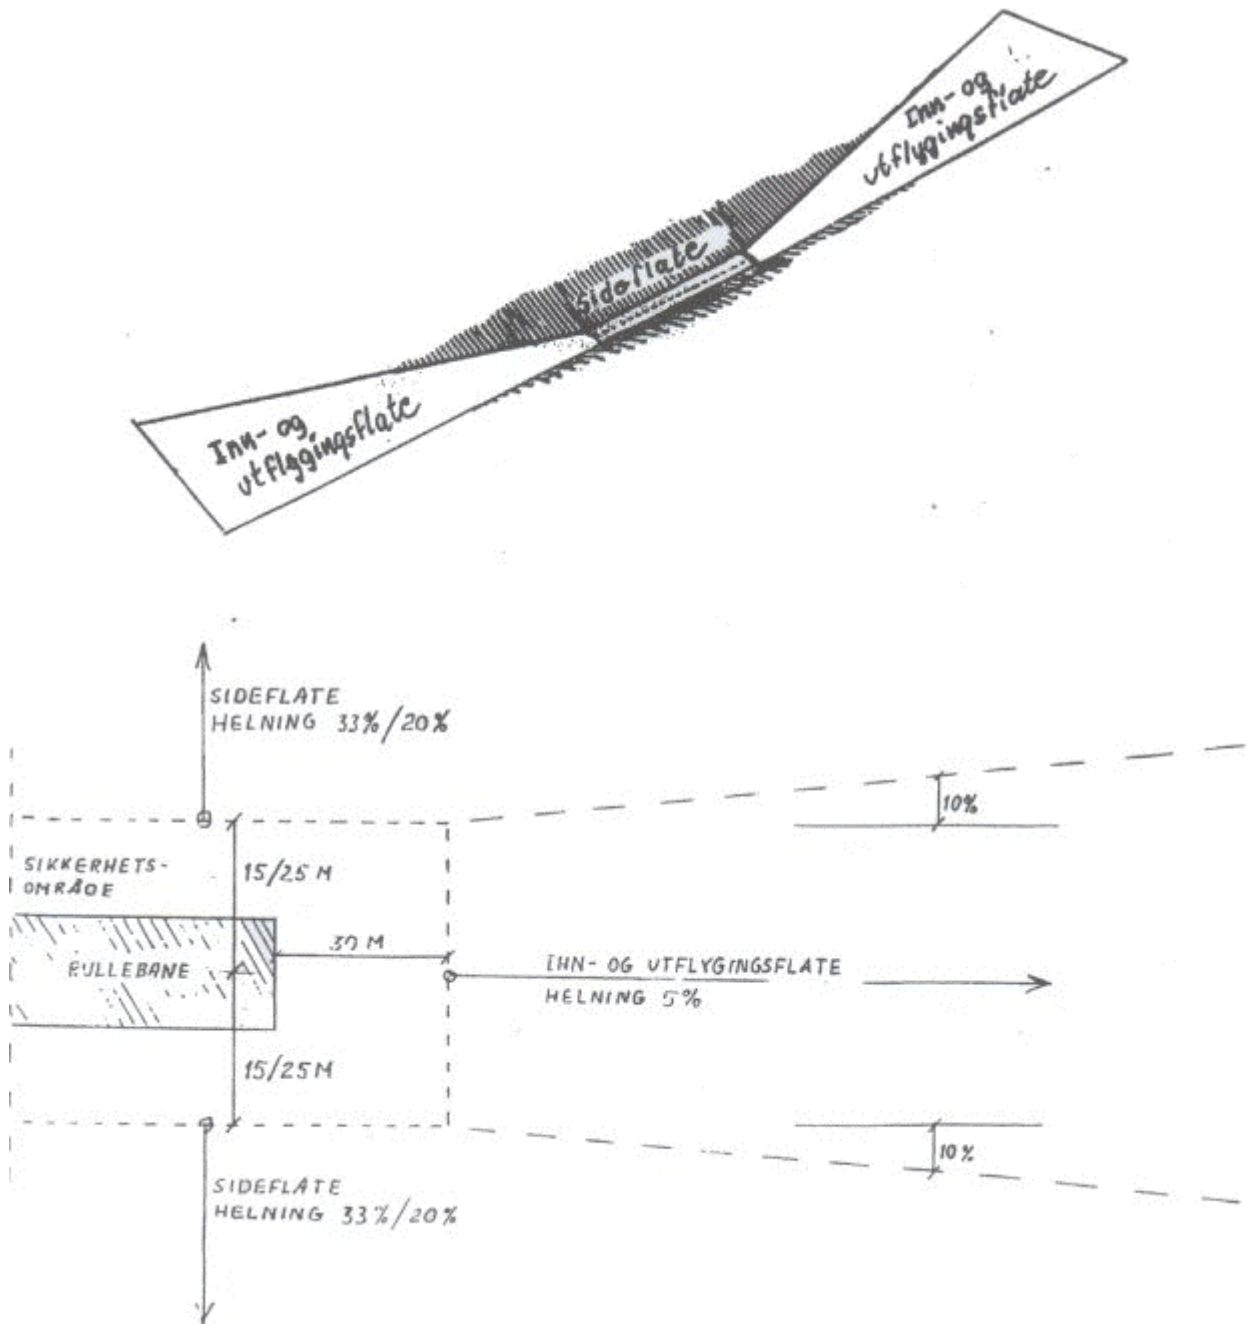 Inn- og
utflygingsflate
Sideflate
Inn- og
utflygingsflate
SIDEFLATE
HELNING 33%/20%
10%
SIKKERHETS-
OMRÅDE
15/25 M
30 M
RULLEBANE
INN- OG UTFLYGINGSFLATE
HELNING 5%
15/25 M
10%
SIDEFLATE
HELNING 33%/20%